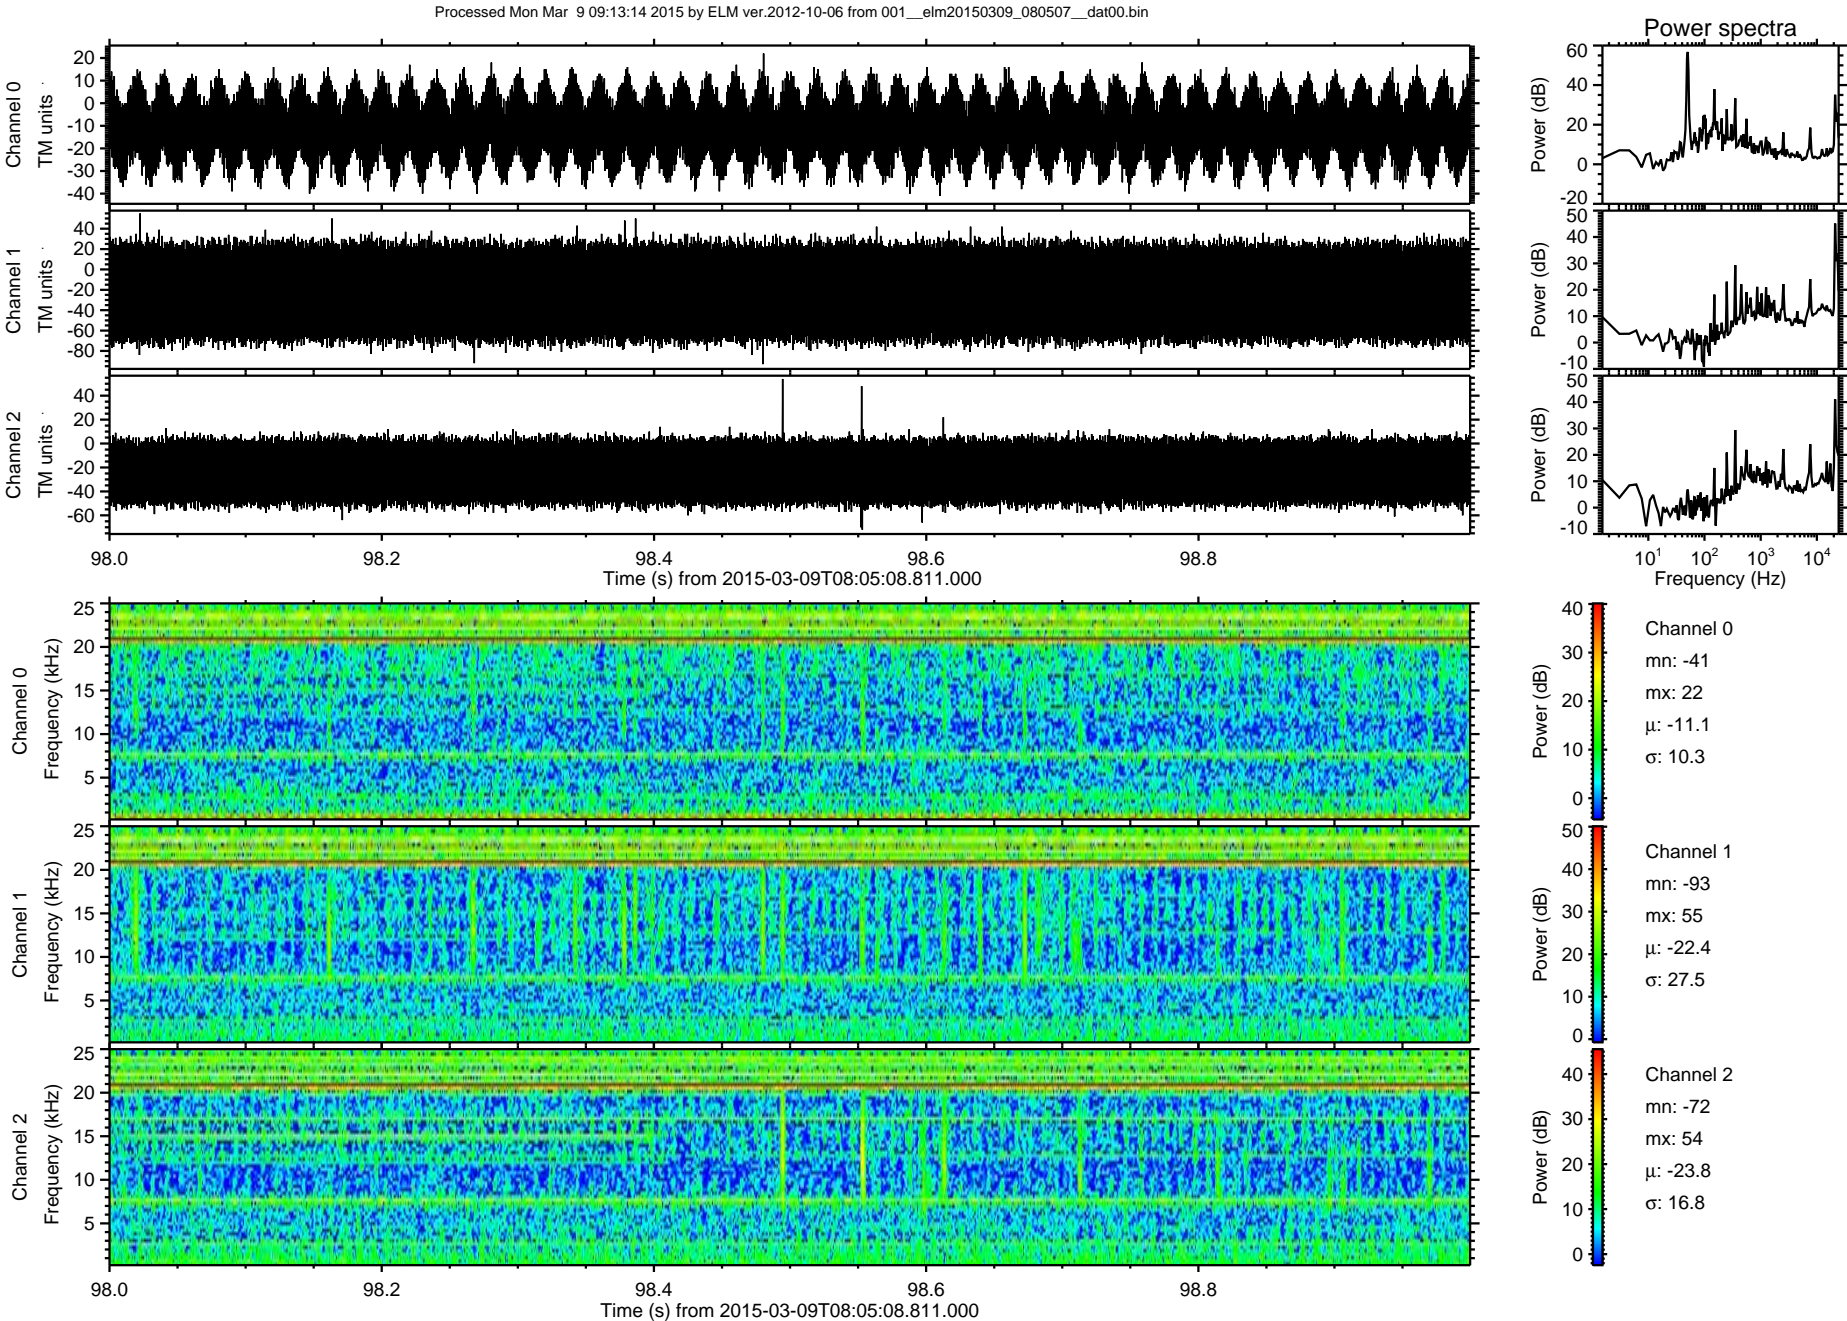 Processed Mon Mar  9 09:13:14 2015 by ELM ver.2012-10-06 from 001__elm20150309_080507__dat00.bin
Power spectra
Channel 0
TM units
20
10
0
-10
-20
-30
-40
Power (dB)
60
40
20
0
-20
Channel 1
TM units
40
20
0
-20
-40
-60
-80
Power (dB)
50
40
30
20
10
0
-10
Channel 2
TM units
40
20
0
-20
-40
-60
Power (dB)
50
40
30
20
10
0
-10
98.0 98.2 98.4 98.6 98.8
Time (s) from 2015-03-09T08:05:08.811.000
10^1 10^2 10^3 10^4
Frequency (Hz)
Channel 0
Frequency (kHz)
25
20
15
10
5
Power (dB)
40
30
20
10
0
Channel 0
mn: -41
mx: 22
μ: -11.1
σ: 10.3
Channel 1
Frequency (kHz)
25
20
15
10
5
Power (dB)
50
40
30
20
10
0
Channel 1
mn: -93
mx: 55
μ: -22.4
σ: 27.5
Channel 2
Frequency (kHz)
25
20
15
10
5
Power (dB)
40
30
20
10
0
Channel 2
mn: -72
mx: 54
μ: -23.8
σ: 16.8
98.0 98.2 98.4 98.6 98.8
Time (s) from 2015-03-09T08:05:08.811.000